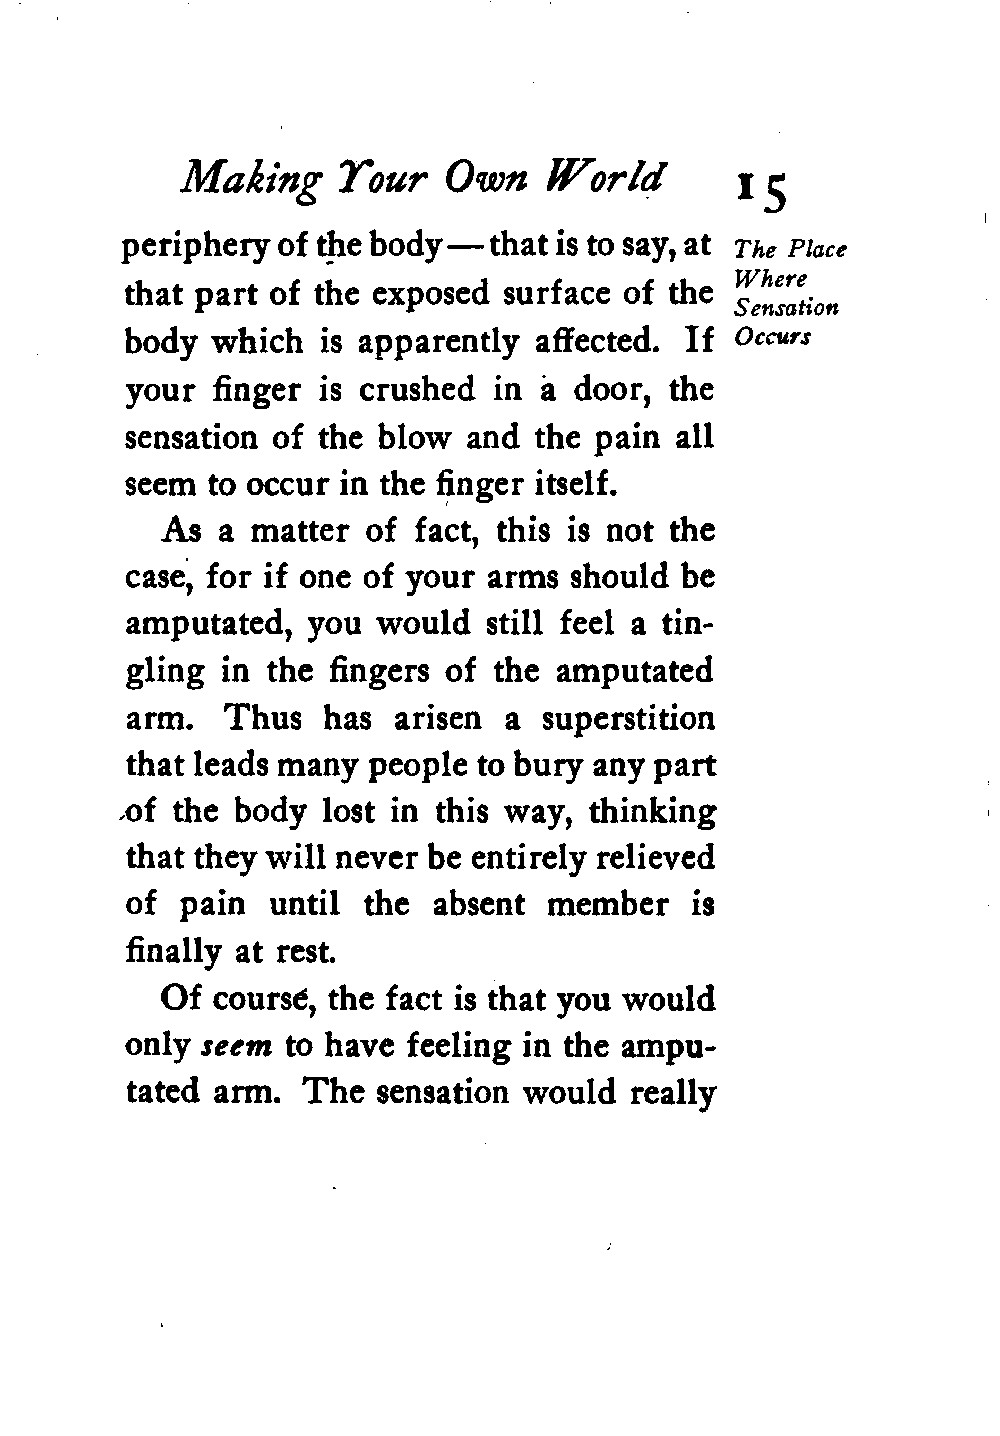 Making Your Own World 15
periphery of the body—that is to say, at
that part of the exposed surface of the
body which is apparently affected. If
your finger is crushed in a door, the
sensation of the blow and the pain all
seem to occur in the finger itself.
As a matter of fact, this is not the
case, for if one of your arms should be
amputated, you would still feel a tin-
gling in the fingers of the amputated
arm. Thus has arisen a superstition
that leads many people to bury any part
of the body lost in this way, thinking
that they will never be entirely relieved
of pain until the absent member is
finally at rest.
Of course, the fact is that you would
only seem to have feeling in the ampu-
tated arm. The sensation would really
The Place
Where
Sensation
Occurs